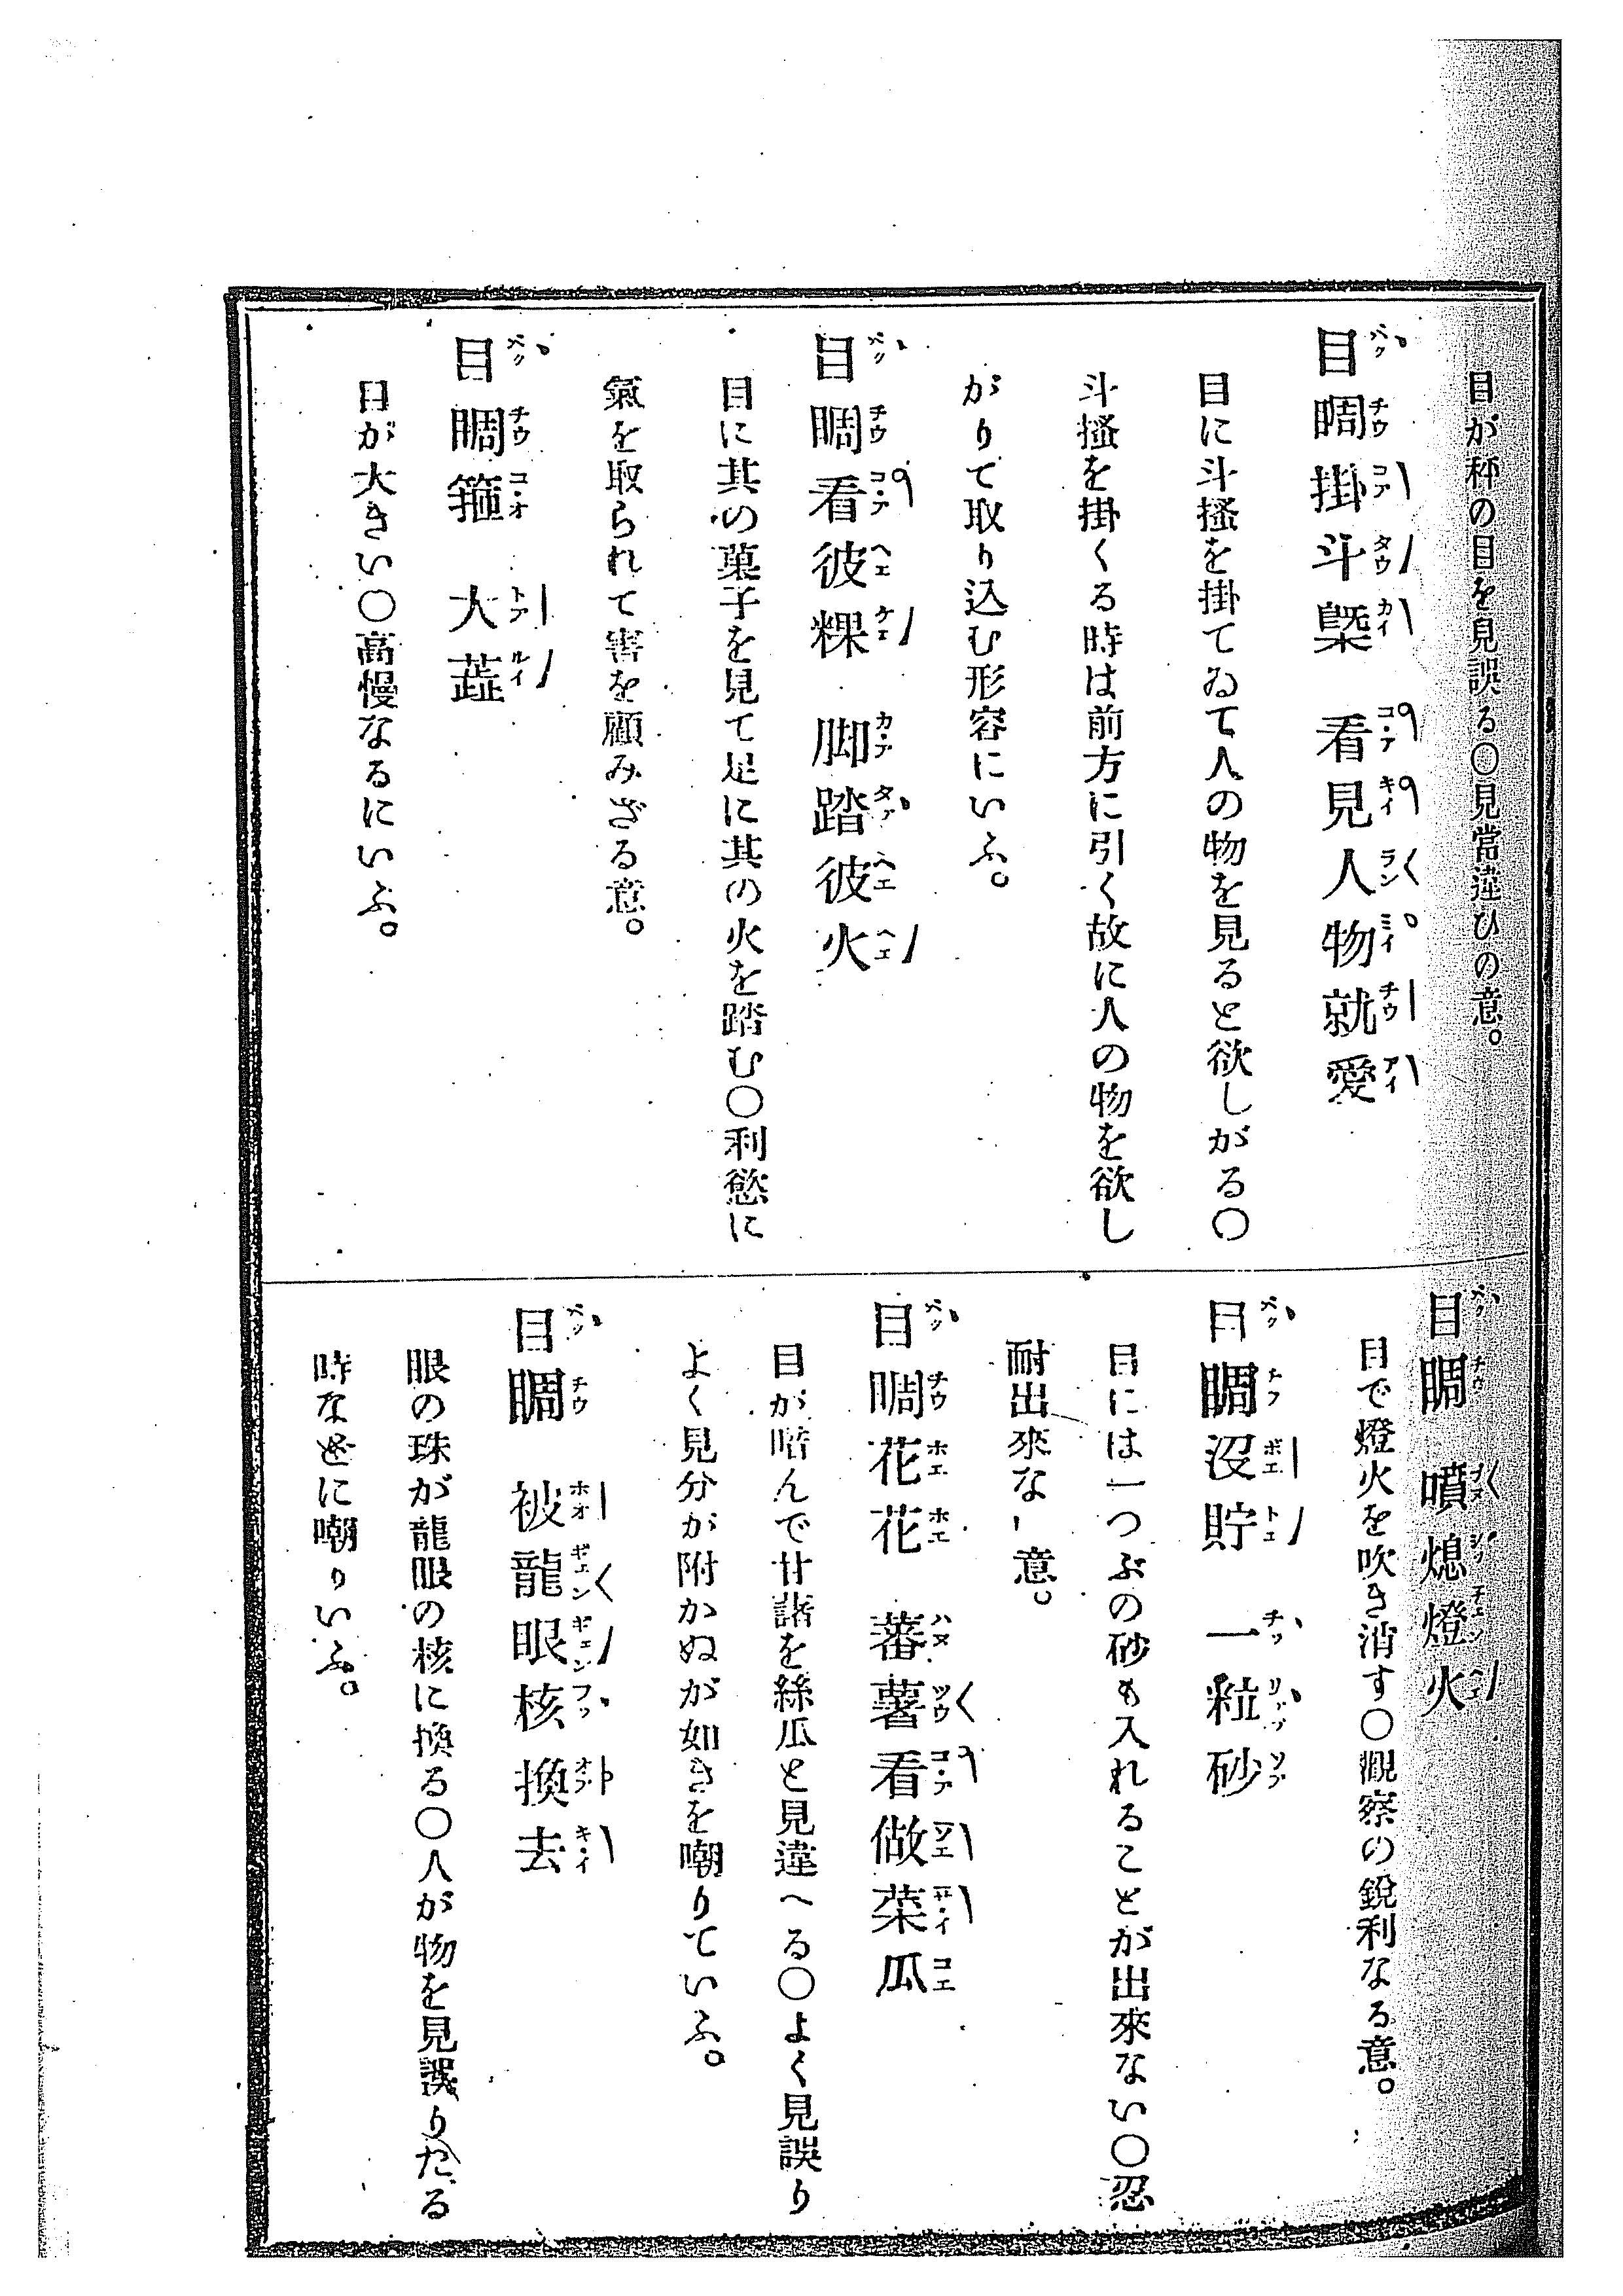 目が秤の目を見誤る〇見當違ひの意。
目睭掛斗槩 看見人物就愛
目に斗搔を掛てゐて人の物を見ると欲しがる〇
斗搔を掛くる時は前方に引く故に人の物を欲し
がりて取り込む形容にいふ。
目睭看彼粿 脚踏彼火
目に其の菓子を見て足に其の火を踏む〇利慾に
氣を取られて害を顧みざる意。
目睭箍 大蕋
目が大きい〇高慢なるにいふ。
目睭 噴熄燈火
目で燈火を吹き消す〇觀察の銳利なる意。
目睭沒貯 一粒砂
目には一つぶの砂も入れることが出來ない〇忍
耐出來ない意。
目睭花花 蕃薯看做菜瓜
目が暗んで甘藷を絲瓜と見違へる〇よく見誤り
よく見分が附かぬが如きを嘲りていふ。
目睭 被龍眼核換去
眼の珠が龍眼の核に換る〇人が物を見誤りたる
時などに嘲りいふ。